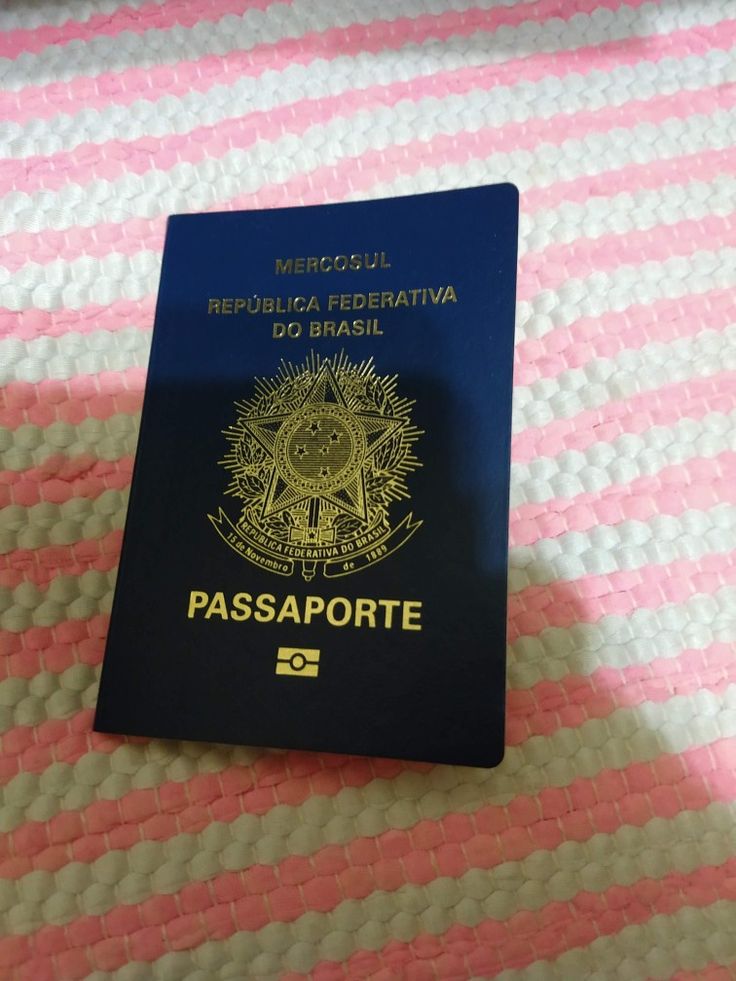 MERCOSUL
REPÚBLICA FEDERATIVA
DO BRASIL
REPÚBLICA FEDERATIVA DO BRASIL
15 de Novembro de 1889
PASSAPORTE